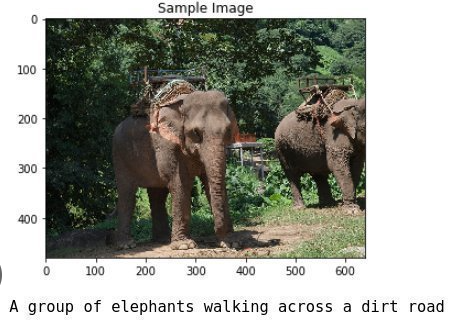 Sample Image
0
100
200
300
400
0 100 200 300 400 500 600
A group of elephants walking across a dirt road